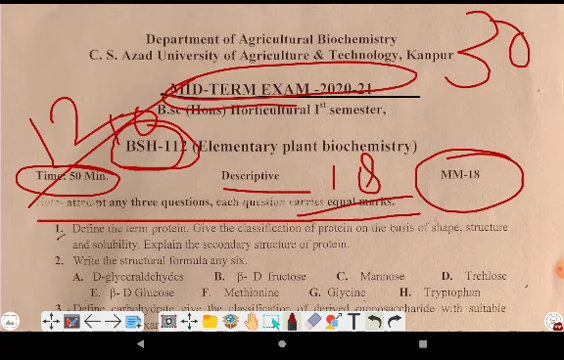 Department of Agricultural Biochemistry
C. S. Azad University of Agriculture & Technology, Kanpur
30
MID-TERM EXAM -2020-21
B.sc (Hons) Horticultural Ist semester,
12
BSH-112 (Elementary plant biochemistry)
Time: 50 Min. Descriptive 18 MM-18
Note- attempt any three questions, each question carries equal marks.
1. Define the term protein. Give the classification of protein on the basis of shape, structure
and solubility. Explain the secondary structure of protein.
2. Write the structural formula any six.
A. D-glyceraldehydes B. β- D fructose C. Mannose D. Trehlose
E. β- D Glucose F. Methionine G. Glycine H. Tryptophan
3. Define carbohydrate give the classification of derived with suitable